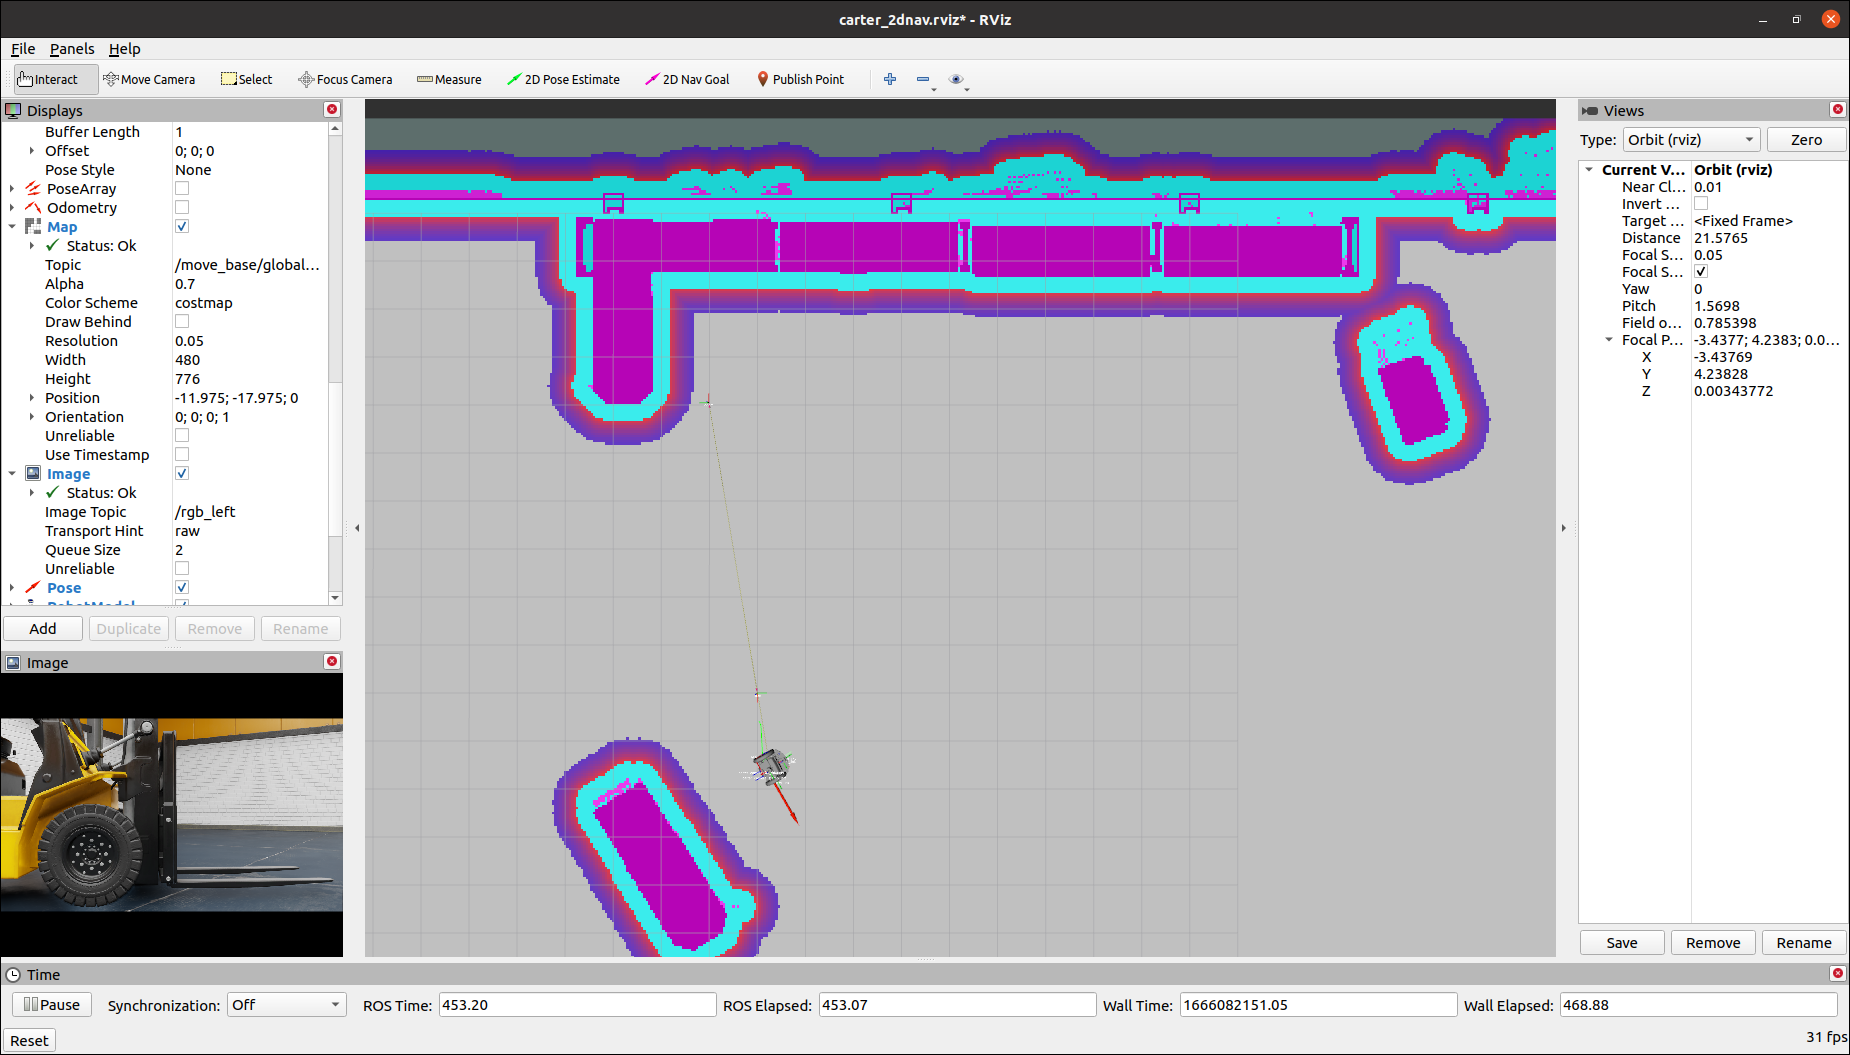 carter_2dnav.rviz* - RViz
File Panels Help
Interact Move Camera Select Focus Camera Measure 2D Pose Estimate 2D Nav Goal Publish Point
Displays
Buffer Length 1
Offset 0; 0; 0
Pose Style None
PoseArray
Odometry
Map
Status: Ok
Topic /move_base/global...
Alpha 0.7
Color Scheme costmap
Draw Behind
Resolution 0.05
Width 480
Height 776
Position -11.975; -17.975; 0
Orientation 0; 0; 0; 1
Unreliable
Use Timestamp
Image
Status: Ok
Image Topic /rgb_left
Transport Hint raw
Queue Size 2
Unreliable
Pose
RobotModel
Add Duplicate Remove Rename
Image
Views
Type: Orbit (rviz) Zero
Current V... Orbit (rviz)
Near Cl... 0.01
Invert ...
Target ... <Fixed Frame>
Distance 21.5765
Focal S... 0.05
Focal S...
Yaw 0
Pitch 1.5698
Field o... 0.785398
Focal P... -3.4377; 4.2383; 0.0...
X -3.43769
Y 4.23828
Z 0.00343772
Save Remove Rename
Time
Pause Synchronization: Off ROS Time: 453.20 ROS Elapsed: 453.07 Wall Time: 1666082151.05 Wall Elapsed: 468.88
Reset 31 fps